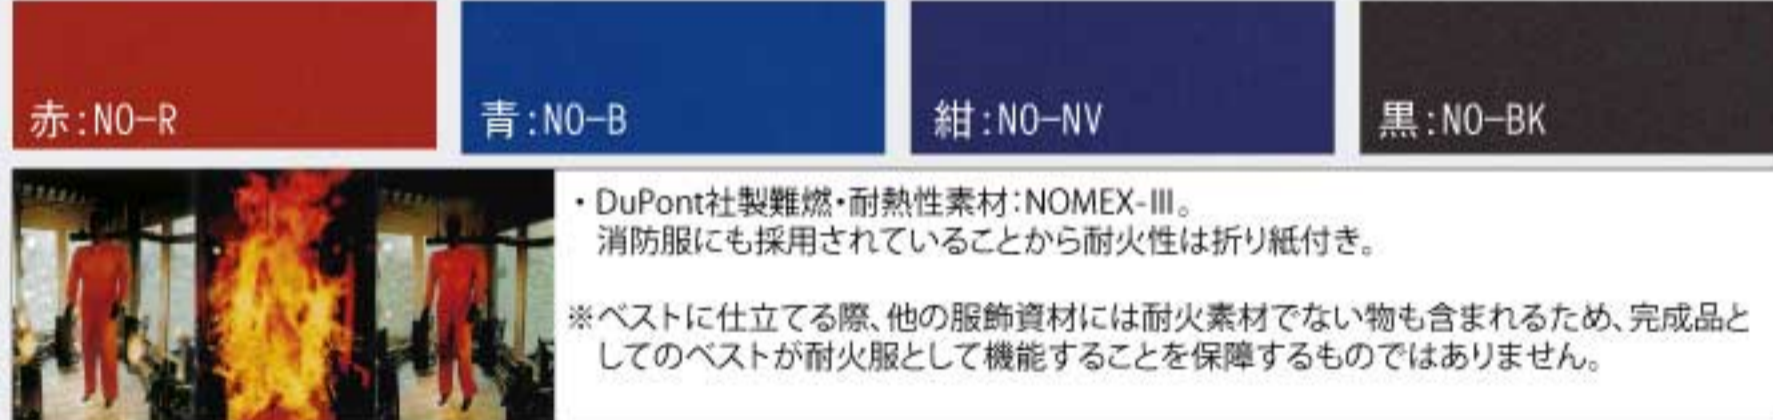 赤:NO-R
青:NO-B
紺:NO-NV
黒:NO-BK
・DuPont社製難燃・耐熱性素材:NOMEX-Ⅲ。
消防服にも採用されていることから耐火性は折り紙付き。
※ベストに仕立てる際、他の服飾資材には耐火素材でない物も含まれるため、完成品と
してのベストが耐火服として機能することを保障するものではありません。